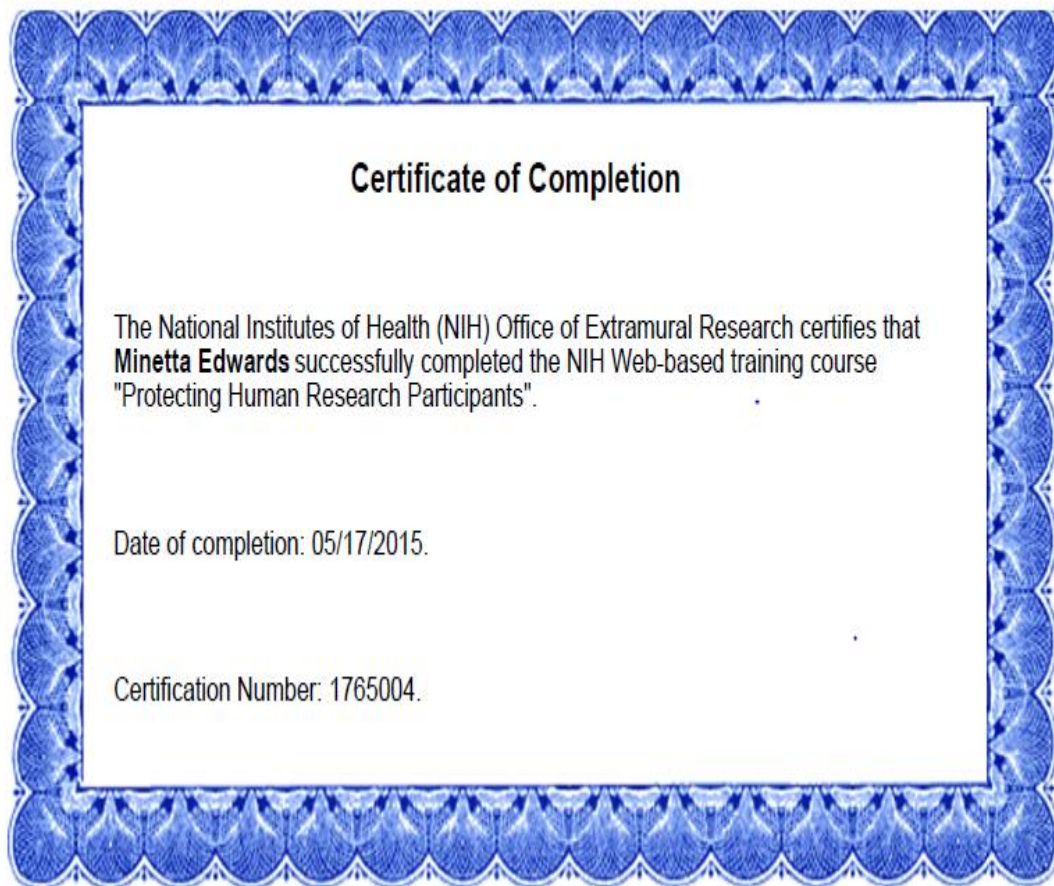 Certificate of Completion
The National Institutes of Health (NIH) Office of Extramural Research certifies that
Minetta Edwards successfully completed the NIH Web-based training course
"Protecting Human Research Participants".
Date of completion: 05/17/2015.
Certification Number: 1765004.